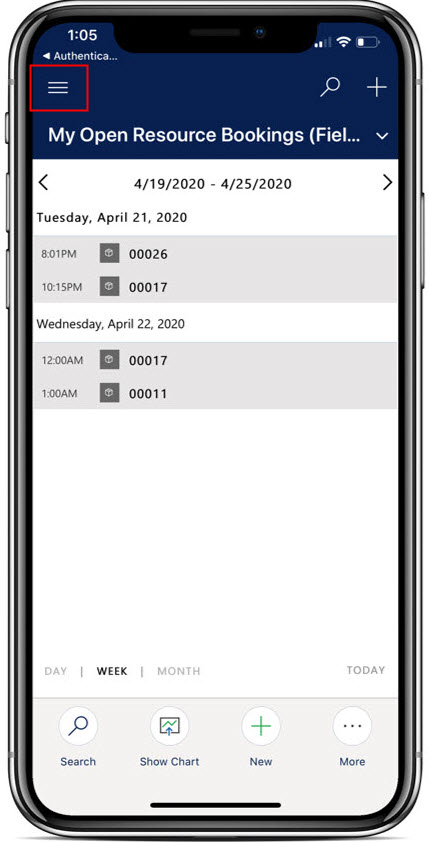 1:05
◀ Authentica...
My Open Resource Bookings (Fiel...
4/19/2020 - 4/25/2020
Tuesday, April 21, 2020
8:01PM 00026
10:15PM 00017
Wednesday, April 22, 2020
12:00AM 00017
1:00AM 00011
DAY | WEEK | MONTH TODAY
Search Show Chart New More